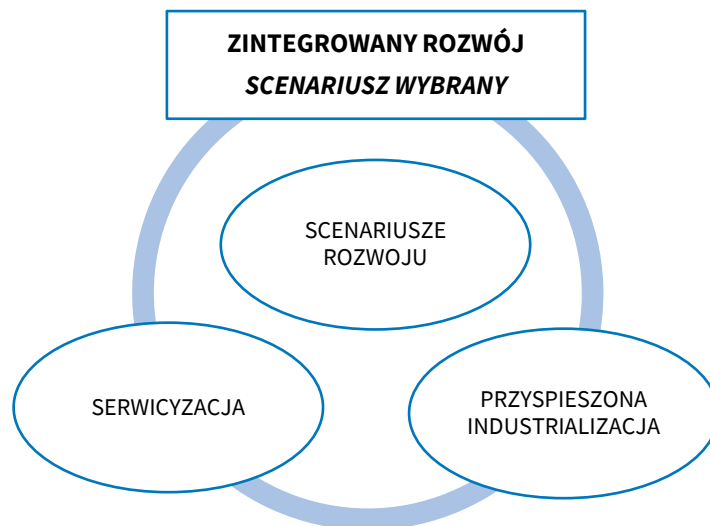 ZINTEGROWANY ROZWÓJ
SCENARIUSZ WYBRANY
SCENARIUSZE
ROZWOJU
SERWICYZACJA
PRZYSPIESZONA
INDUSTRIALIZACJA